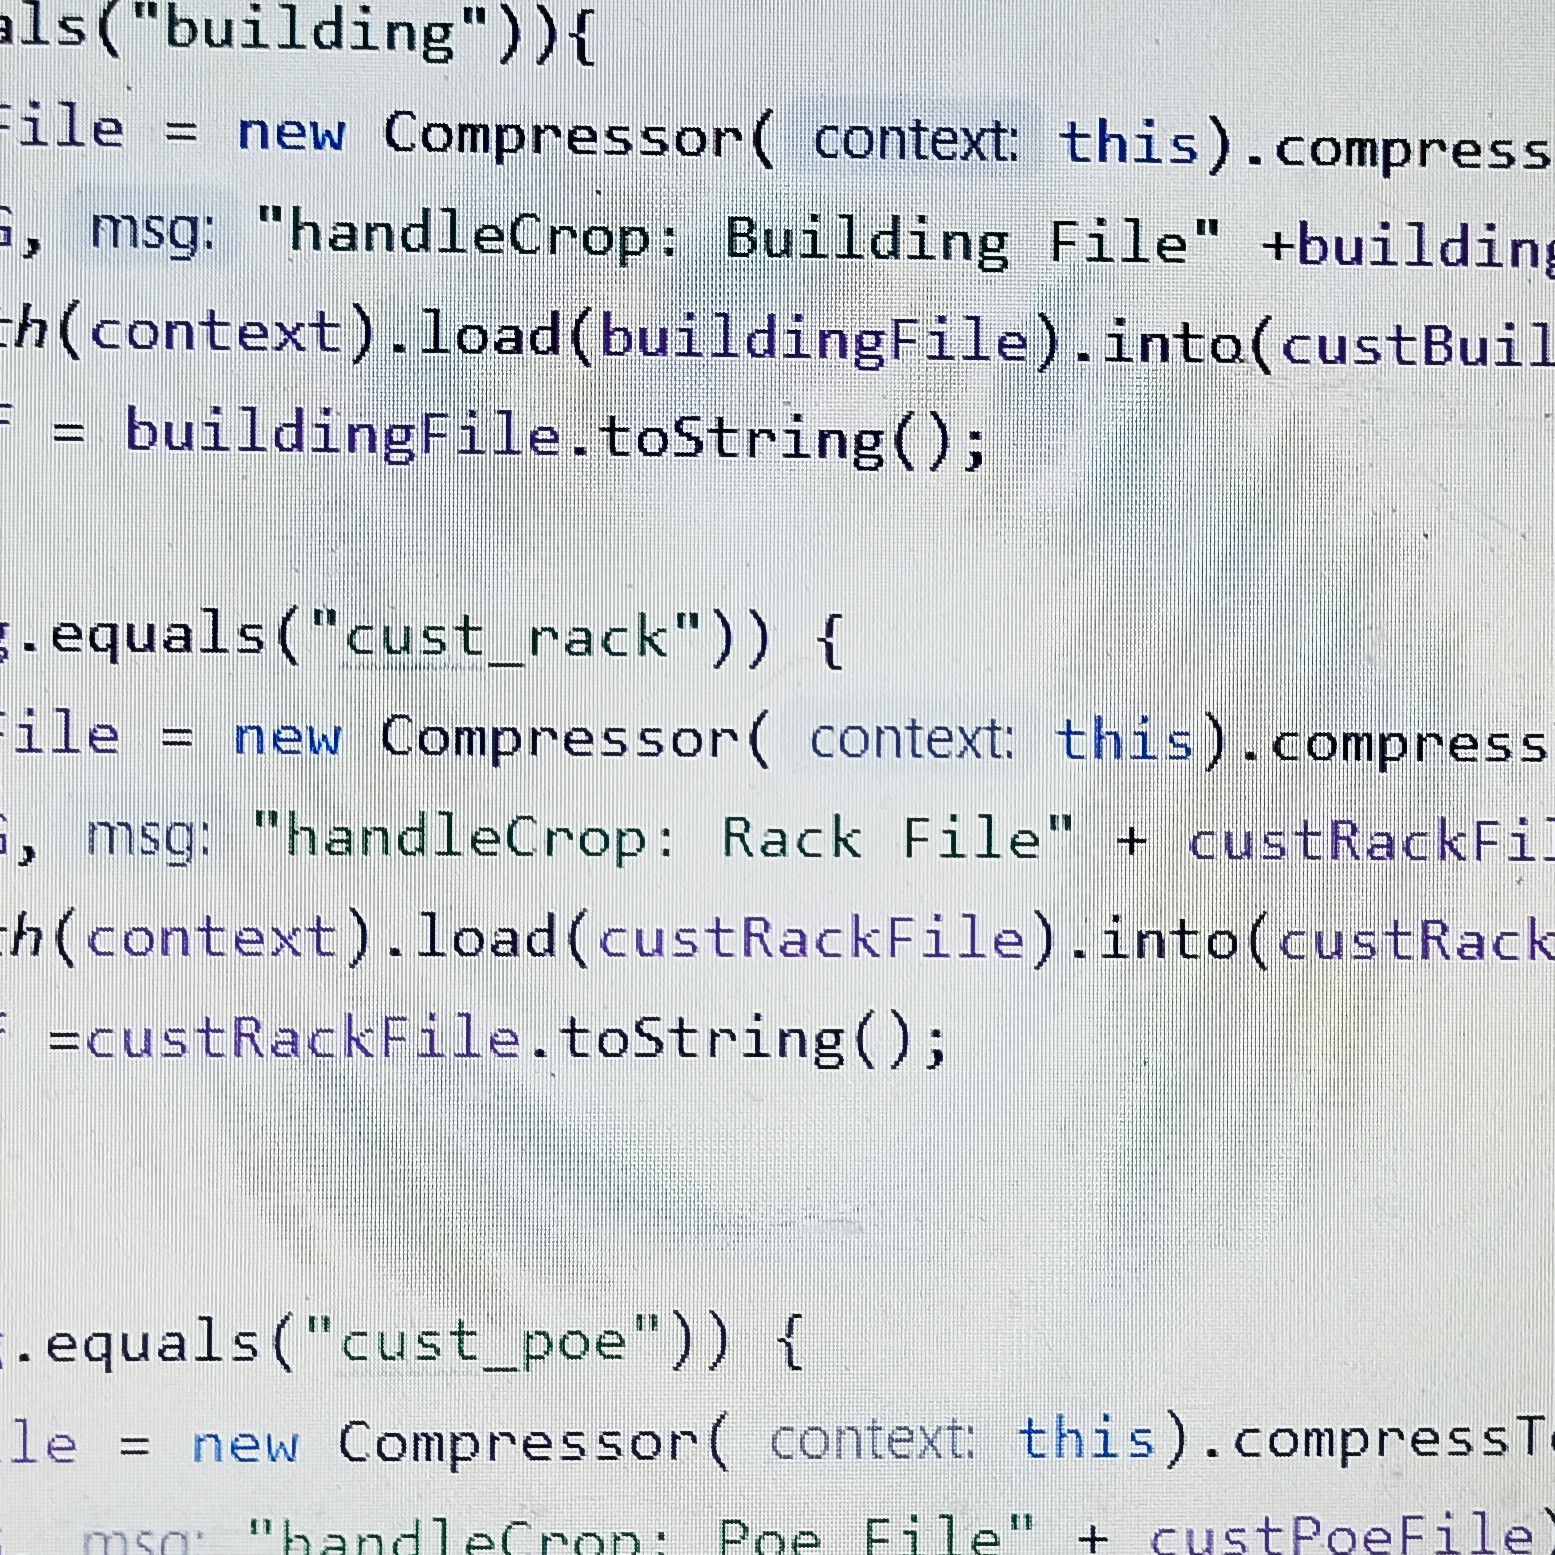 als("building")){
File = new Compressor( context: this).compress
G, msg: "handleCrop: Building File" +building
th(context).load(buildingFile).into(custBuil
F = buildingFile.toString();
g.equals("cust_rack")) {
File = new Compressor( context: this).compress
G, msg: "handleCrop: Rack File" + custRackFil
th(context).load(custRackFile).into(custRack
F =custRackFile.toString();
.equals("cust_poe")) {
le = new Compressor( context: this).compressTo
msg: "handleCrop: Poe File" + custPoeFile)